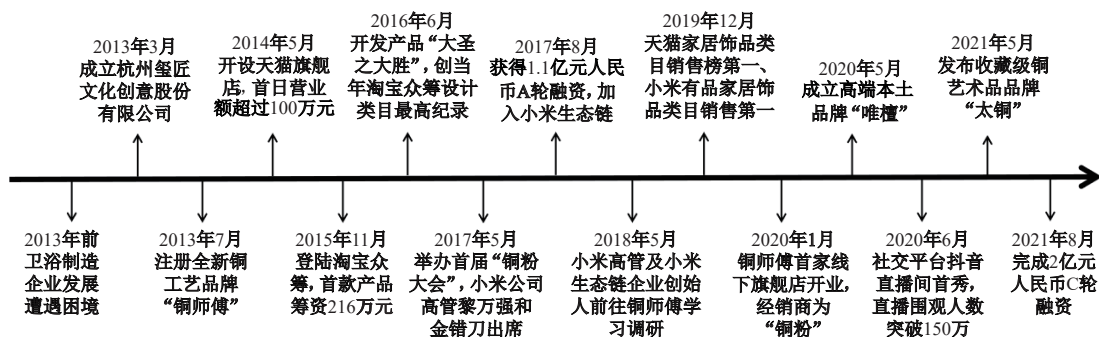 2013年3月
成立杭州玺匠
文化创意股份
有限公司
2014年5月
开设天猫旗舰
店，首日营业
额超过100万元
2016年6月
开发产品“大圣
之大胜”，创当
年淘宝众筹设计
类目最高纪录
2017年8月
获得1.1亿元人民
币A轮融资，加
入小米生态链
2019年12月
天猫家居饰品类
目销售榜第一、
小米有品家居饰
品类目销售第一
2020年5月
成立高端本土
品牌“唯檀”
2021年5月
发布收藏级铜
艺术品品牌
“太铜”
2013年前
卫浴制造
企业发展
遭遇困境
2013年7月
注册全新铜
工艺品牌
“铜师傅”
2015年11月
登陆淘宝众
筹，首款产品
筹资216万元
2017年5月
举办首届“铜粉
大会”，小米公司
高管黎万强和
金错刀出席
2018年5月
小米高管及小米
生态链企业创始
人前往铜师傅学
习调研
2020年1月
铜师傅首家线
下旗舰店开业，
经销商为
“铜粉”
2020年6月
社交平台抖音
直播间首秀，
直播围观人数
突破150万
2021年8月
完成2亿元
人民币C轮
融资